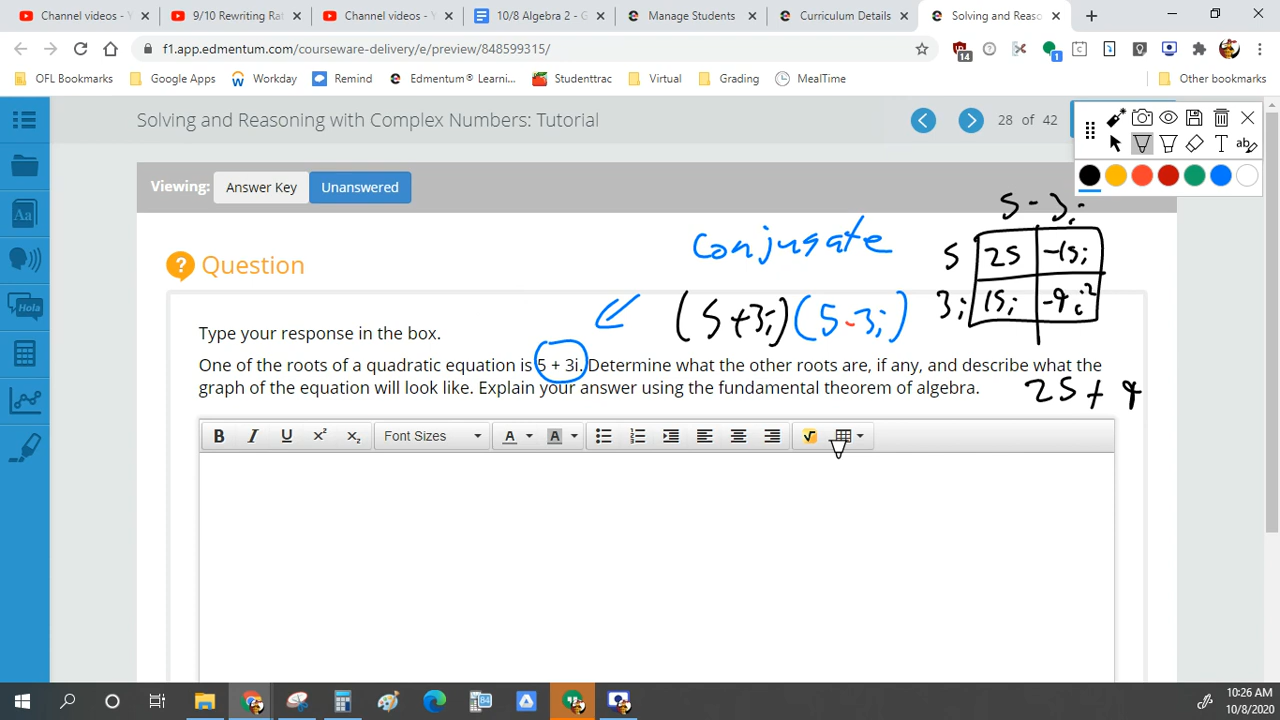 Channel videos - Y
9/10 Rewriting Rat
Channel videos - Y
10/8 Algebra 2 - G
Manage Students
Curriculum Details
Solving and Reaso
f1.app.edmentum.com/courseware-delivery/e/preview/848599315/
14
1
OFL Bookmarks
Google Apps
Workday
Remind
Edmentum® Learni...
Studenttrac
Virtual
Grading
MealTime
Other bookmarks
Solving and Reasoning with Complex Numbers: Tutorial
28 of 42
Viewing:
Answer Key
Unanswered
5 - 3i
conjugate
5 25 -15i
3i 15i -9i²
Question
(5+3i)(5-3i)
Type your response in the box.
One of the roots of a quadratic equation is 5 + 3i. Determine what the other roots are, if any, and describe what the
graph of the equation will look like. Explain your answer using the fundamental theorem of algebra.
25 + 9
B I U X² X₂ Font Sizes A A
Aa
Hola
10:26 AM
10/8/2020